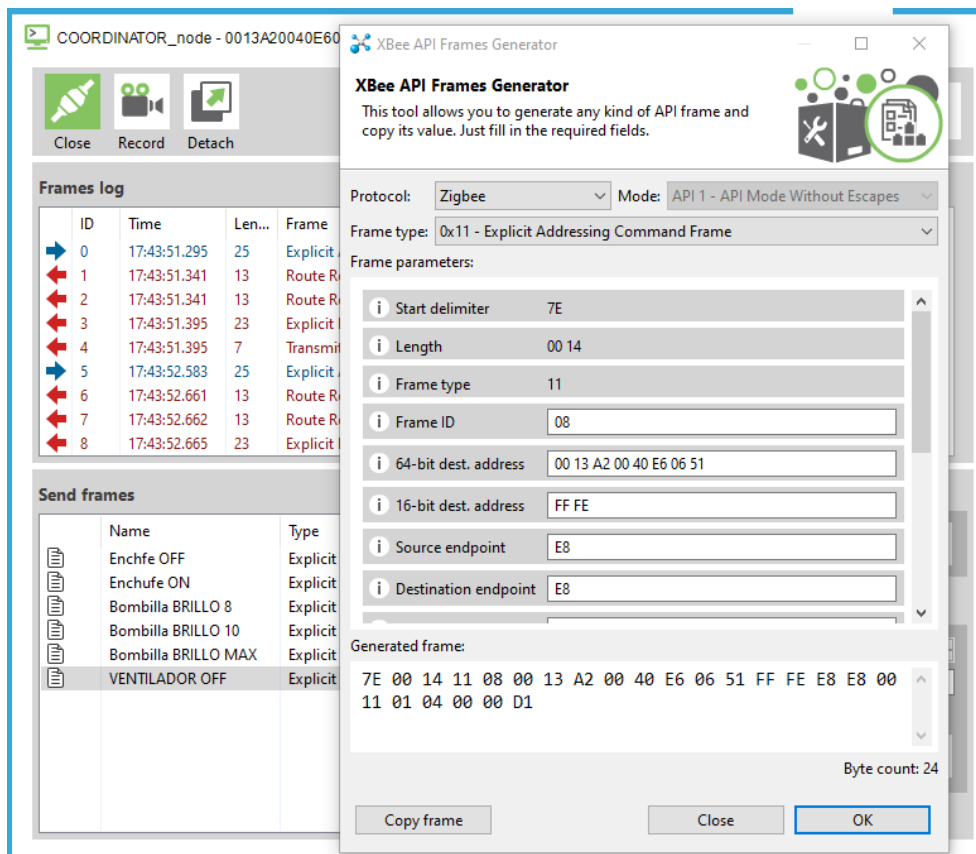 COORDINATOR_node - 0013A20040E60
Close Record Detach
Frames log
ID Time Len... Frame
0 17:43:51.295 25 Explicit
1 17:43:51.341 13 Route R
2 17:43:51.341 13 Route R
3 17:43:51.395 23 Explicit
4 17:43:51.395 7 Transmit
5 17:43:52.583 25 Explicit
6 17:43:52.661 13 Route R
7 17:43:52.662 13 Route R
8 17:43:52.665 23 Explicit
Send frames
Name Type
Enchfe OFF Explicit
Enchufe ON Explicit
Bombilla BRILLO 8 Explicit
Bombilla BRILLO 10 Explicit
Bombilla BRILLO MAX Explicit
VENTILADOR OFF Explicit
XBee API Frames Generator
XBee API Frames Generator
This tool allows you to generate any kind of API frame and
copy its value. Just fill in the required fields.
Protocol: Zigbee Mode: API 1 - API Mode Without Escapes
Frame type: 0x11 - Explicit Addressing Command Frame
Frame parameters:
i Start delimiter 7E
i Length 00 14
i Frame type 11
i Frame ID 08
i 64-bit dest. address 00 13 A2 00 40 E6 06 51
i 16-bit dest. address FF FE
i Source endpoint E8
i Destination endpoint E8
Generated frame:
7E 00 14 11 08 00 13 A2 00 40 E6 06 51 FF FE E8 E8 00
11 01 04 00 00 D1
Byte count: 24
Copy frame Close OK